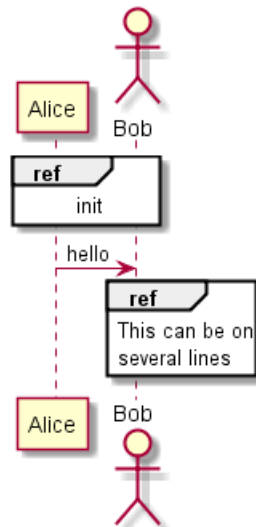 Alice
Bob
ref
init
hello
ref
This can be on
several lines
Alice
Bob